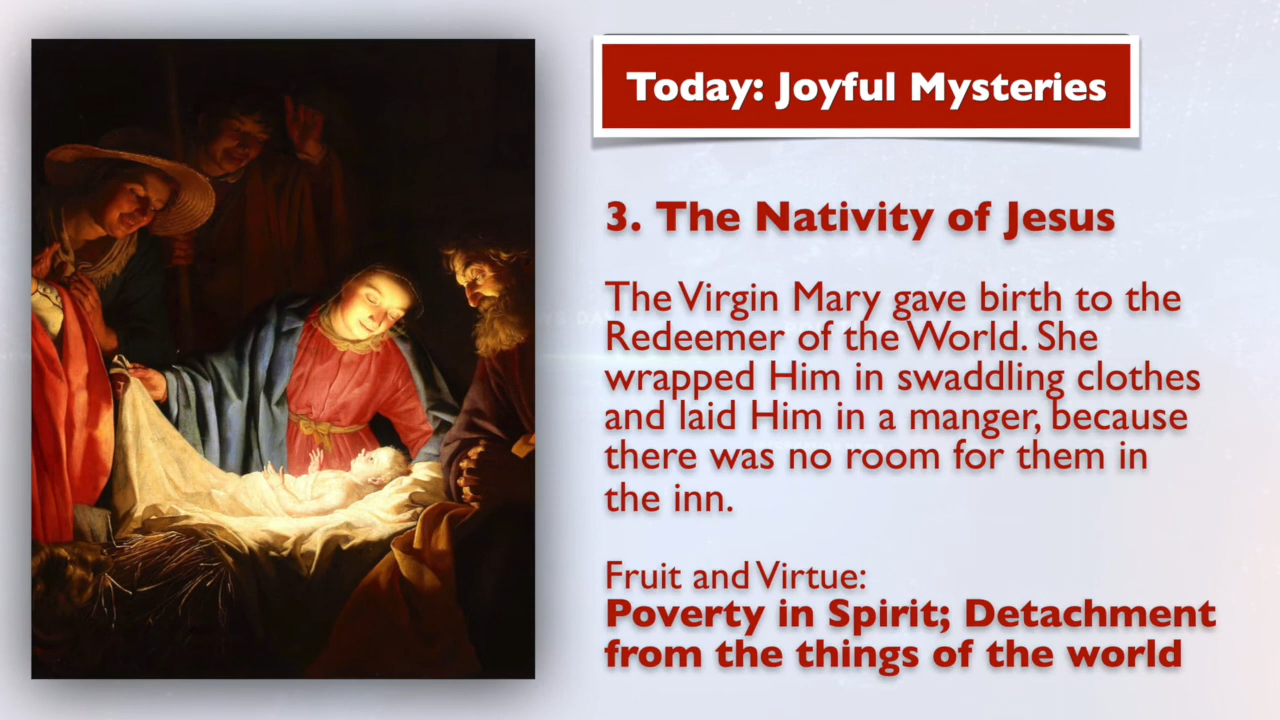 Today: Joyful Mysteries
3. The Nativity of Jesus
The Virgin Mary gave birth to the
Redeemer of the World. She
wrapped Him in swaddling clothes
and laid Him in a manger, because
there was no room for them in
the inn.
Fruit and Virtue:
Poverty in Spirit; Detachment
from the things of the world